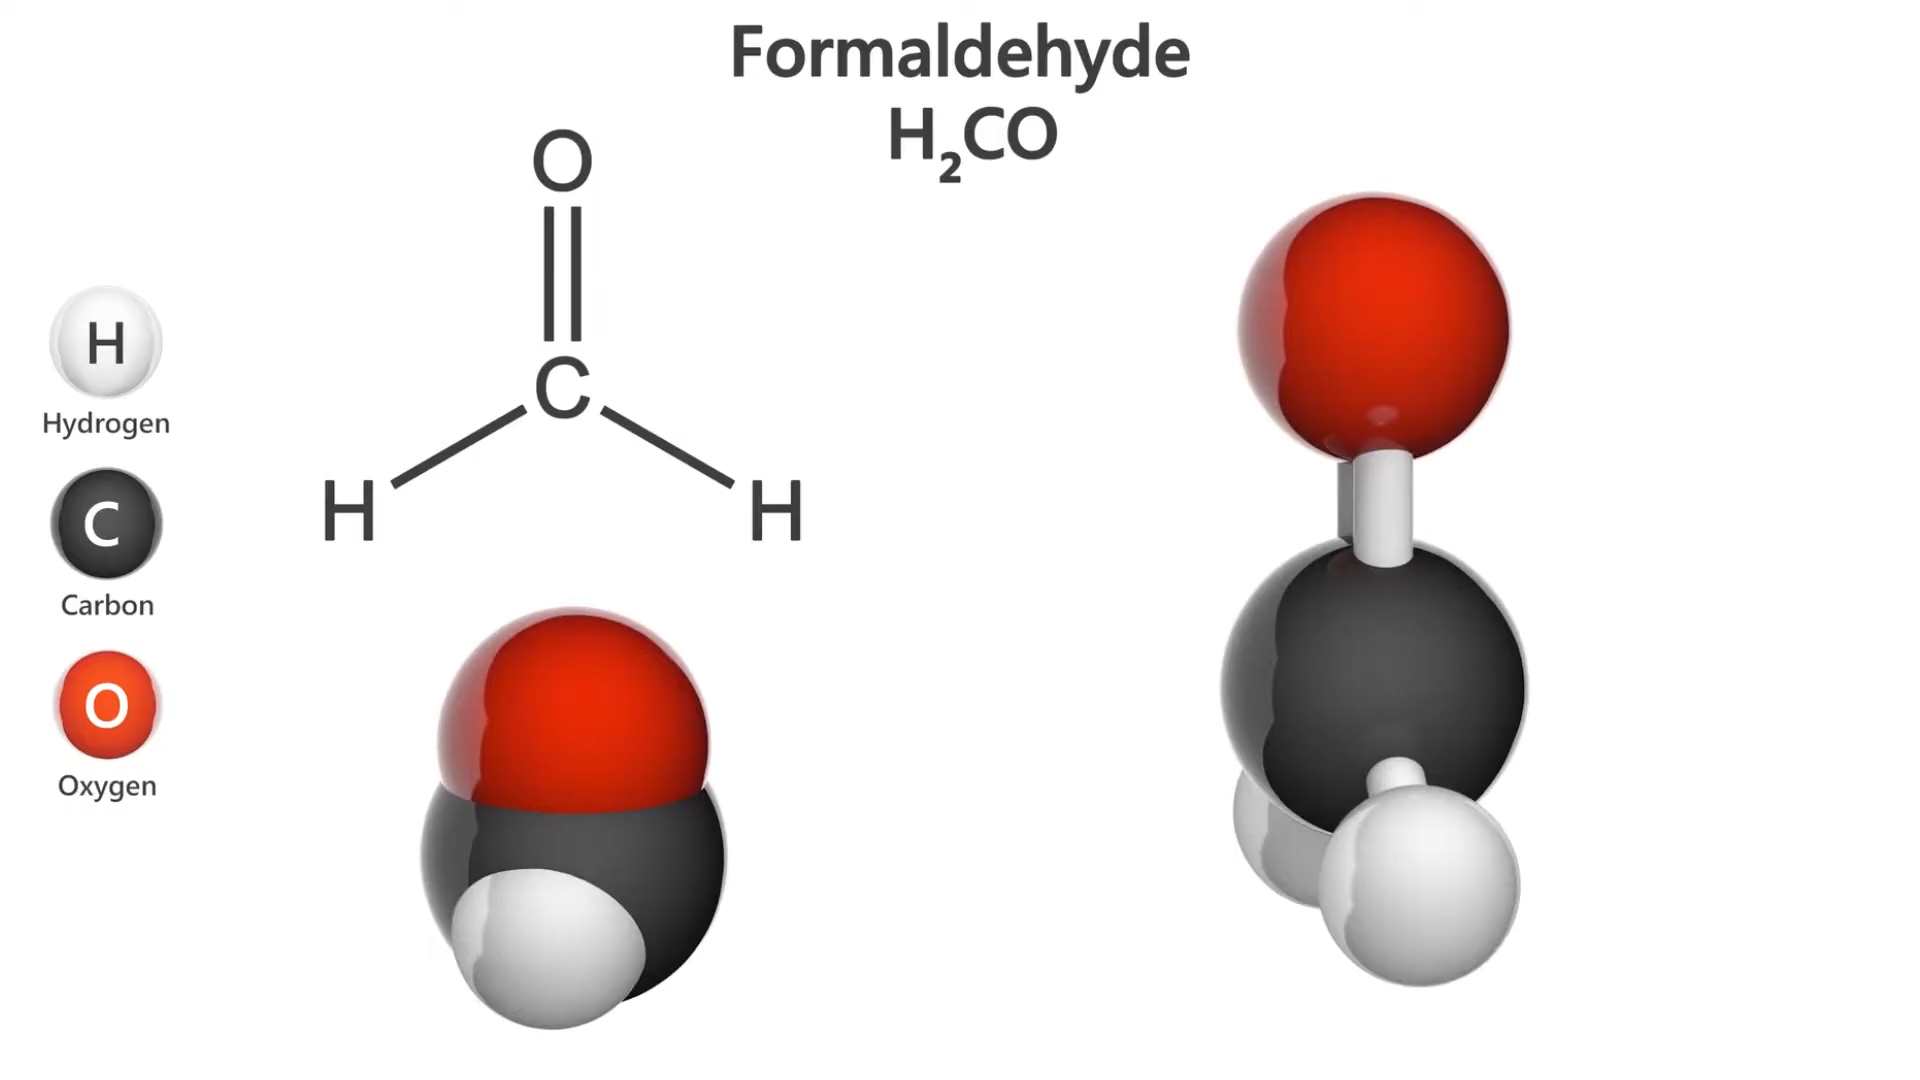 Formaldehyde
H₂CO
O
C
H H
H
Hydrogen
C
Carbon
O
Oxygen